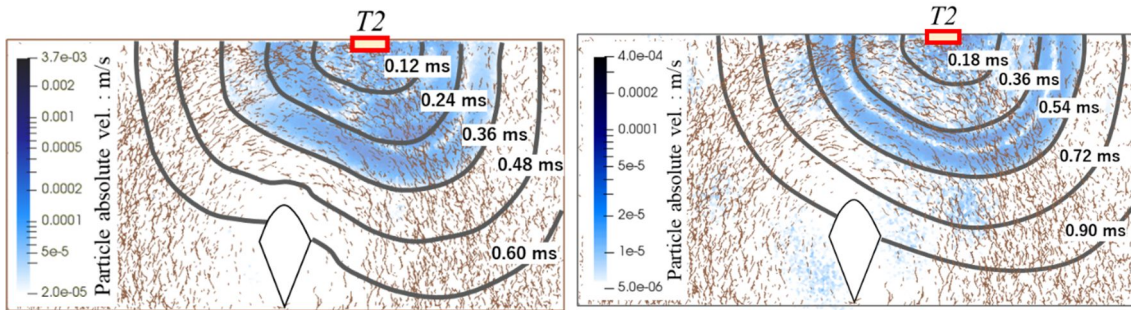 T2
3.7e-03
0.002
0.001
0.0005
0.0002
0.0001
5e-5
2.0e-05
Particle absolute vel. : m/s
0.12 ms
0.24 ms
0.36 ms
0.48 ms
0.60 ms
T2
4.0e-04
0.0002
0.0001
5e-5
2e-5
1e-5
5.0e-06
Particle absolute vel. : m/s
0.18 ms
0.36 ms
0.54 ms
0.72 ms
0.90 ms